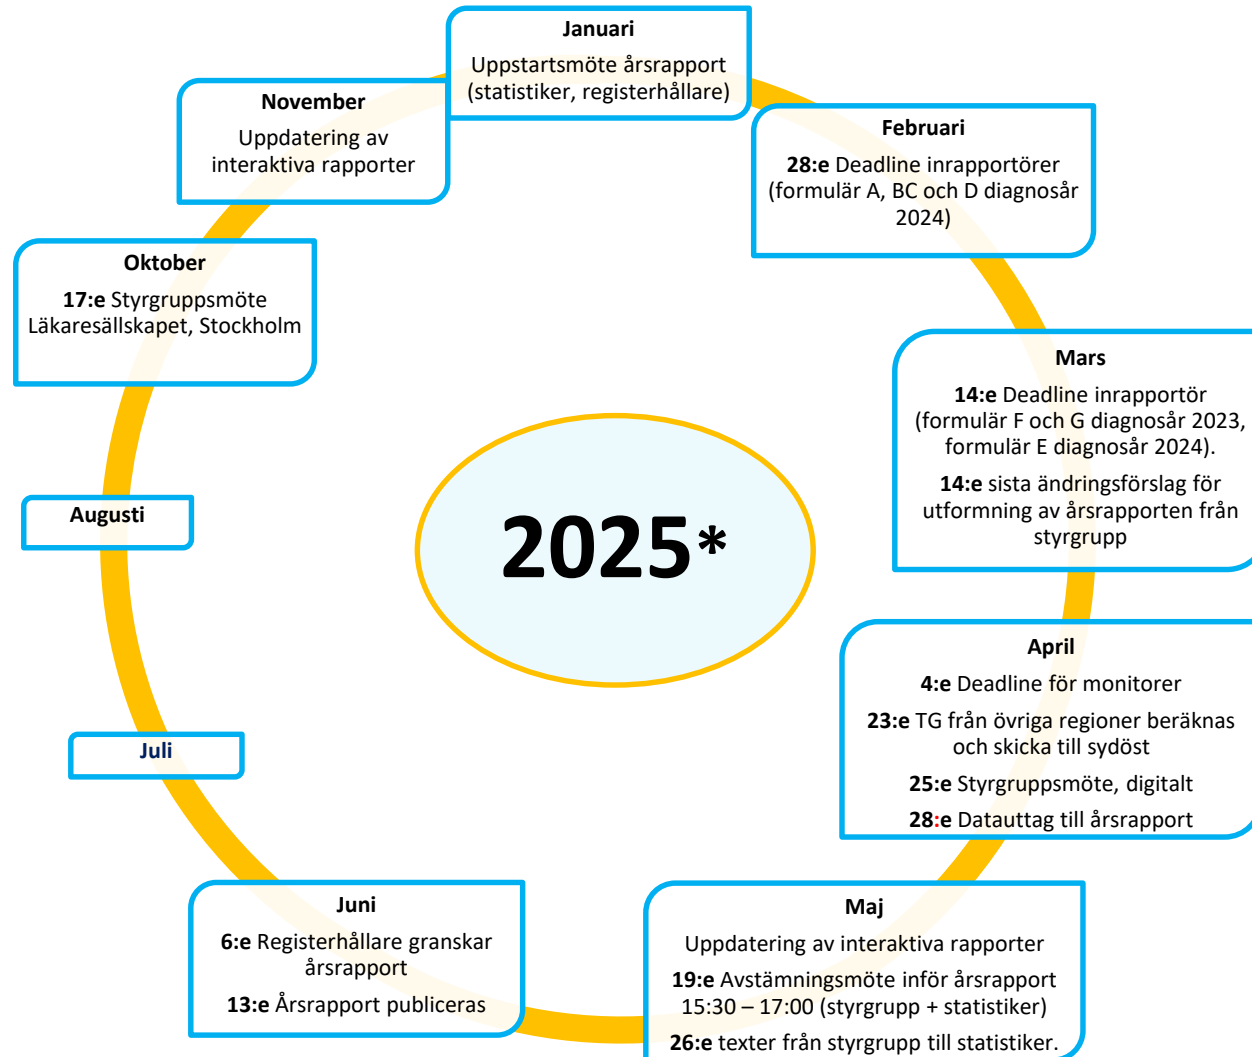 Januari
Uppstartsmöte årsrapport
(statistiker, registerhållare)
Februari
28:e Deadline inrapportörer
(formulär A, BC och D diagnosår
2024)
Mars
14:e Deadline inrapportör
(formulär F och G diagnosår 2023,
formulär E diagnosår 2024).
14:e sista ändringsförslag för
utformning av årsrapporten från
styrgrupp
April
4:e Deadline för monitorer
23:e TG från övriga regioner beräknas
och skicka till sydöst
25:e Styrgruppsmöte, digitalt
28:e Datauttag till årsrapport
Maj
Uppdatering av interaktiva rapporter
19:e Avstämningsmöte inför årsrapport
15:30 – 17:00 (styrgrupp + statistiker)
26:e texter från styrgrupp till statistiker.
Juni
6:e Registerhållare granskar
årsrapport
13:e Årsrapport publiceras
Juli
Augusti
Oktober
17:e Styrgruppsmöte
Läkaresällskapet, Stockholm
November
Uppdatering av
interaktiva rapporter
2025*